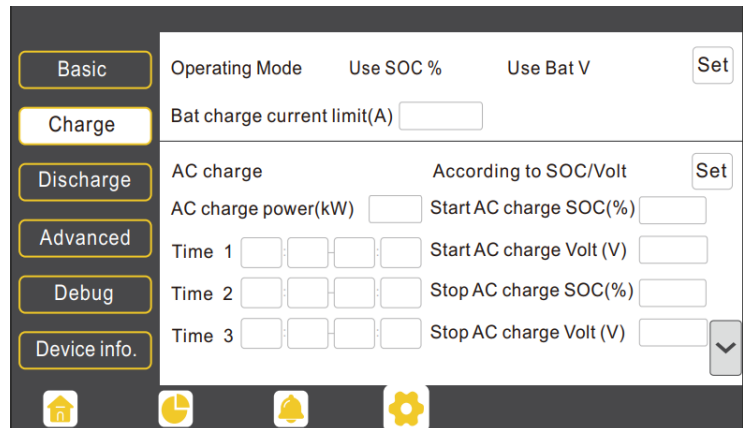 Basic
Charge
Discharge
Advanced
Debug
Device info.
Operating Mode Use SOC % Use Bat V Set
Bat charge current limit(A)
AC charge According to SOC/Volt Set
AC charge power(kW) Start AC charge SOC(%)
Time 1 : - : Start AC charge Volt (V)
Time 2 : - : Stop AC charge SOC(%)
Time 3 : - : Stop AC charge Volt (V)